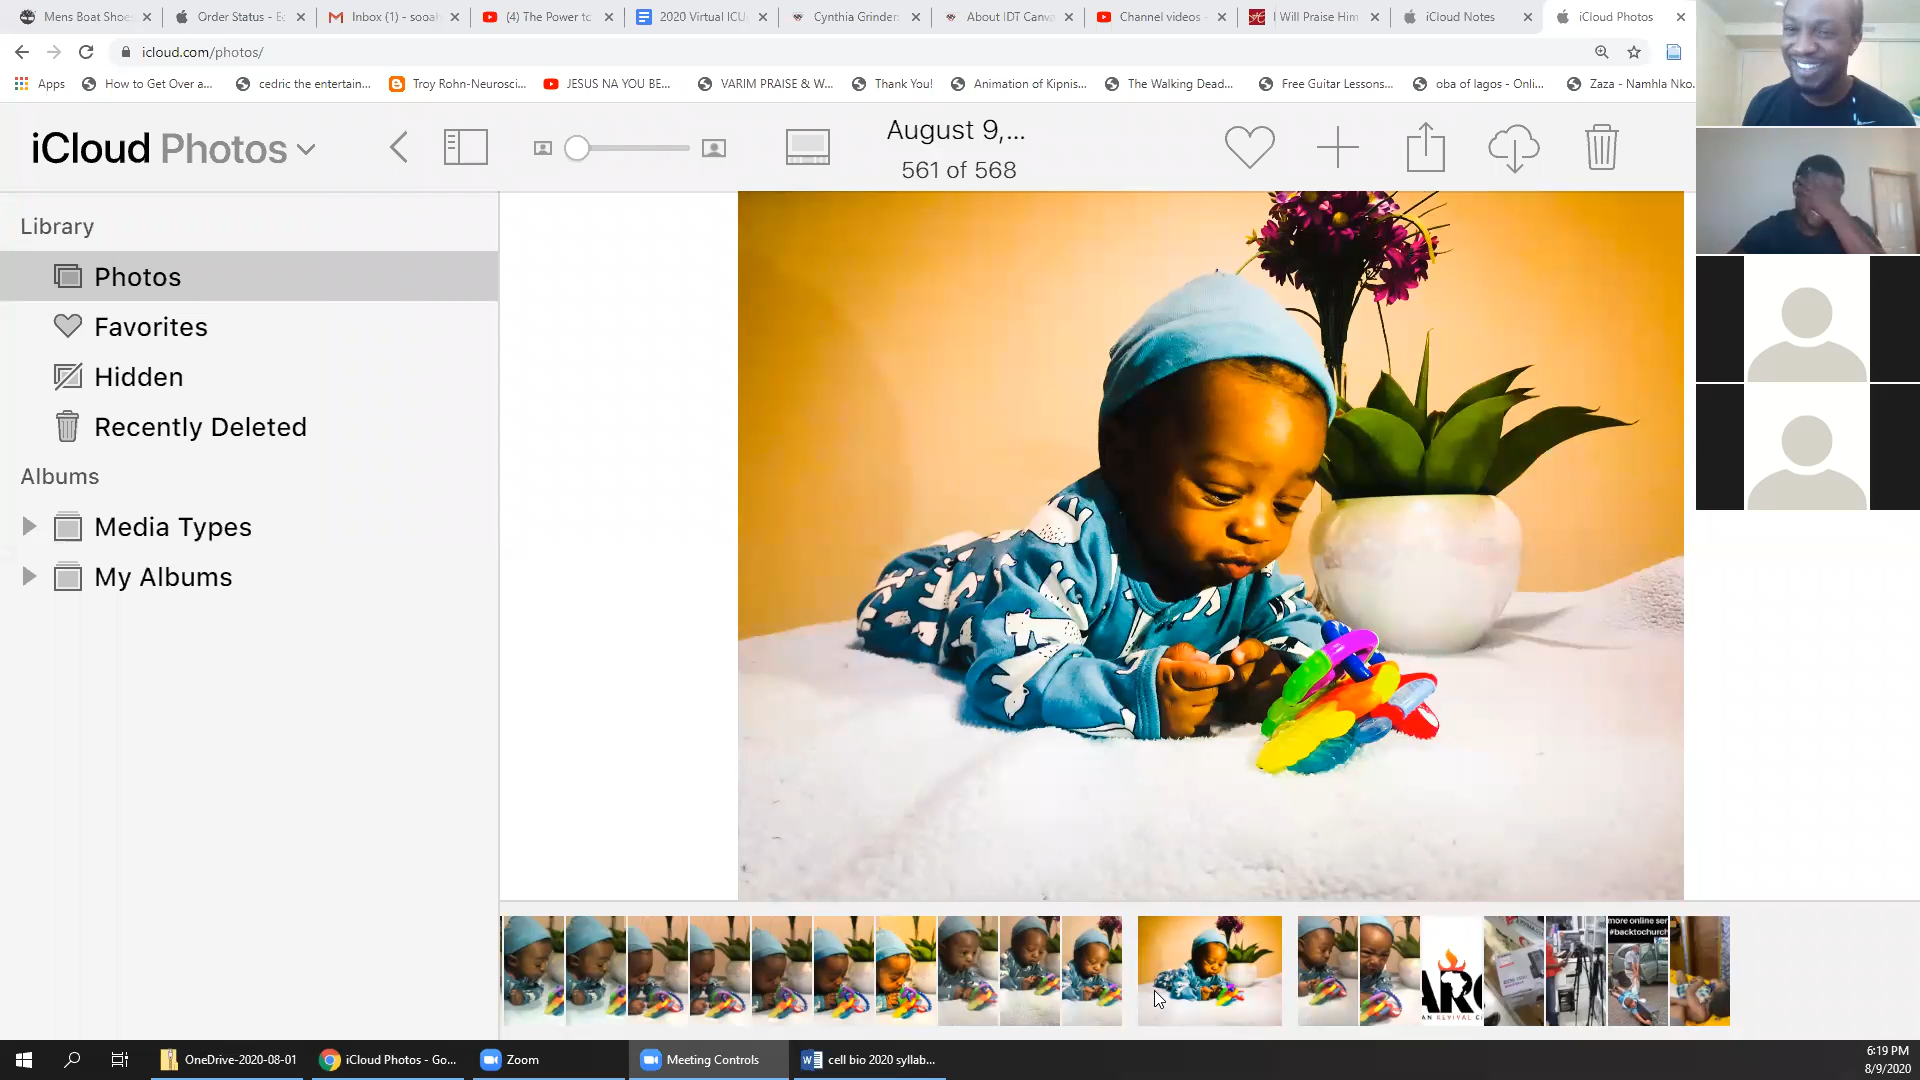 Mens Boat Shoes
Order Status - E
Inbox (1) - sooah
(4) The Power to
2020 Virtual ICU
Cynthia Grinder
About IDT Canv
Channel videos -
I Will Praise Him
iCloud Notes
iCloud Photos
icloud.com/photos/
Apps
How to Get Over a...
cedric the entertain...
Troy Rohn-Neurosci...
JESUS NA YOU BE...
VARIM PRAISE & W...
Thank You!
Animation of Kipnis...
The Walking Dead...
Free Guitar Lessons...
oba of lagos - Onli...
Zaza - Namhla Nko.
iCloud Photos
August 9,...
561 of 568
Library
Photos
Favorites
Hidden
Recently Deleted
Albums
Media Types
My Albums
more online ser
#backtochurch
ARC
AN REVIVAL C
OneDrive-2020-08-01
iCloud Photos - Go...
Zoom
Meeting Controls
cell bio 2020 syllab...
6:19 PM
8/9/2020